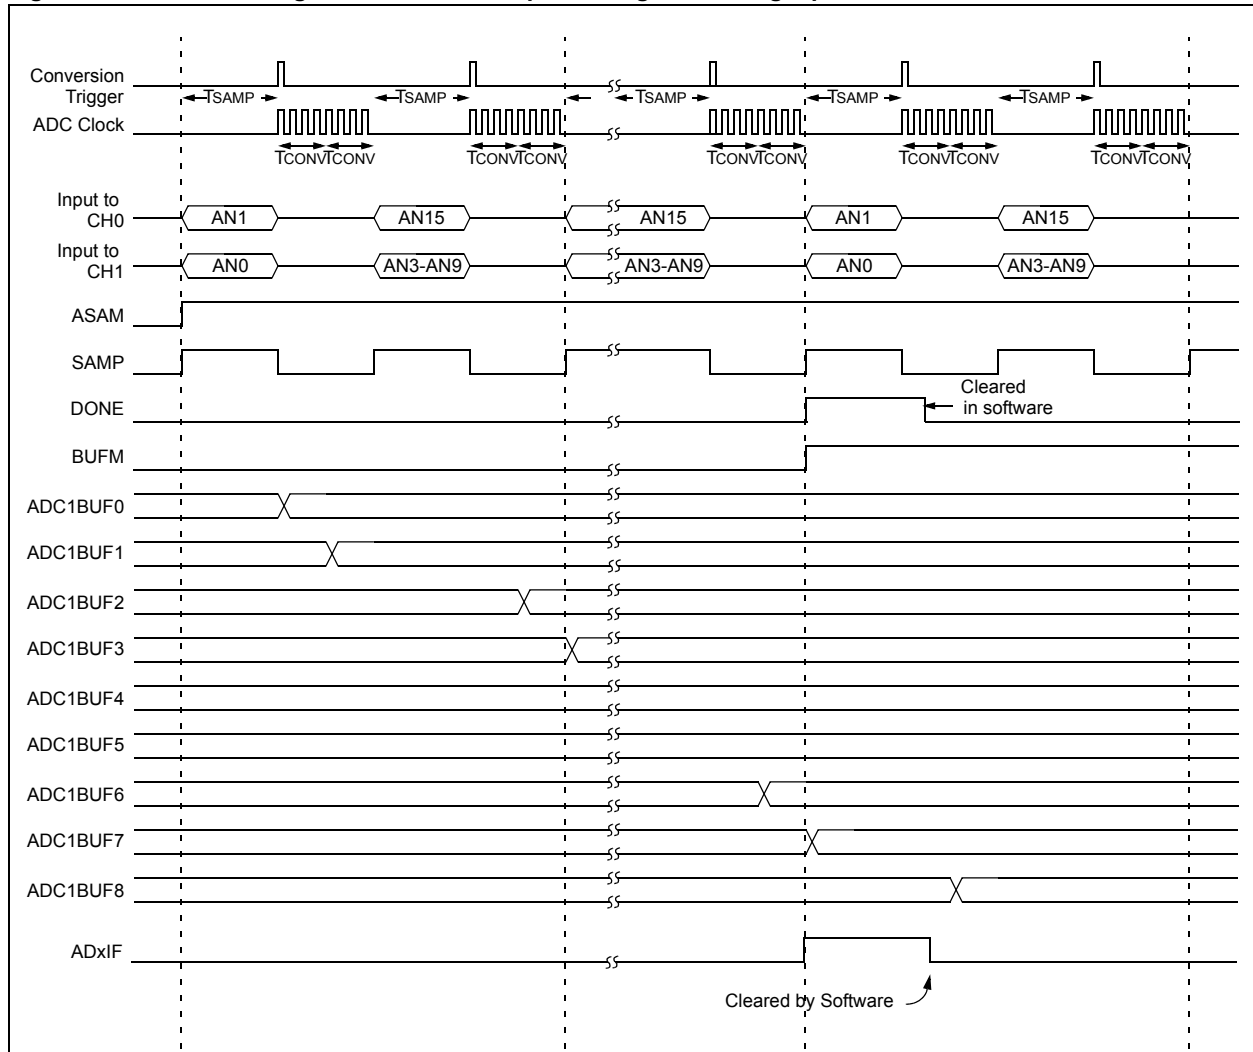 Conversion
Trigger
TSAMP TSAMP TSAMP TSAMP TSAMP
ADC Clock
TCONV TCONV TCONV TCONV TCONV TCONV TCONV TCONV TCONV TCONV
Input to
CH0
AN1 AN15 AN15 AN1 AN15
Input to
CH1
AN0 AN3-AN9 AN3-AN9 AN0 AN3-AN9
ASAM
SAMP
DONE
Cleared
in software
BUFM
ADC1BUF0
ADC1BUF1
ADC1BUF2
ADC1BUF3
ADC1BUF4
ADC1BUF5
ADC1BUF6
ADC1BUF7
ADC1BUF8
ADxIF
Cleared by Software